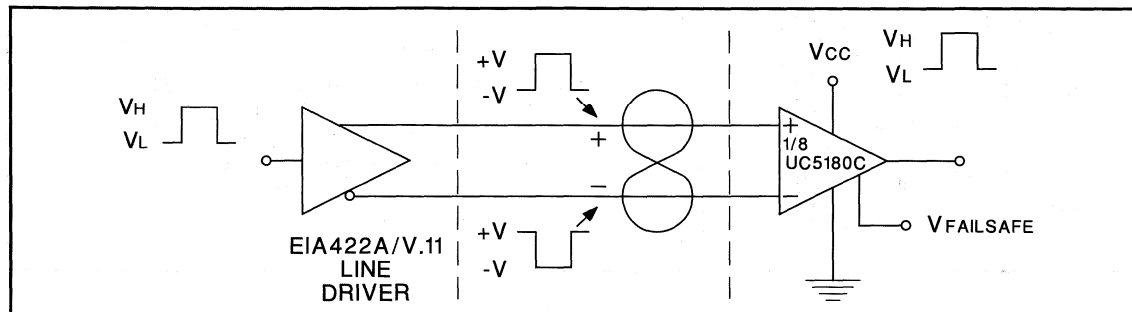 VH
VL
EIA422A/V.11
LINE
DRIVER
+V
-V
+
−
+V
-V
VCC
VH
VL
+
1/8
UC5180C
−
VFAILSAFE